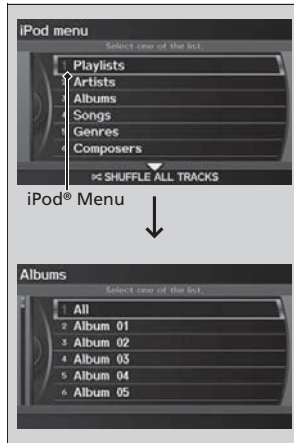 iPod menu
Select one of the list.
1 Playlists
2 Artists
3 Albums
4 Songs
5 Genres
6 Composers
SHUFFLE ALL TRACKS
iPod® Menu
Albums
Select one of the list.
1 All
2 Album 01
3 Album 02
4 Album 03
5 Album 04
6 Album 05